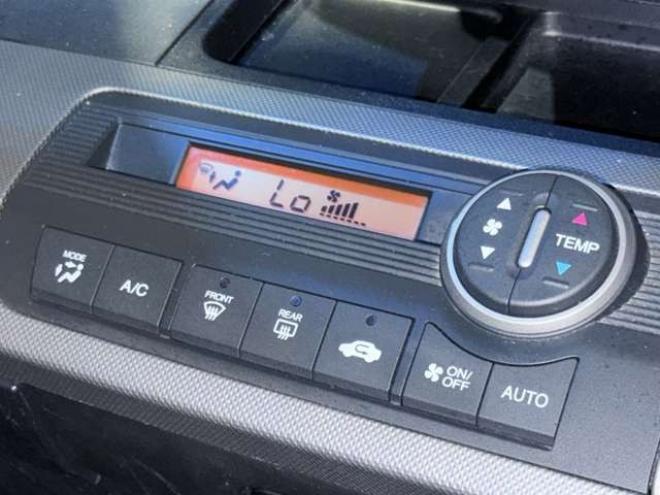 Lo
TEMP
MODE
A/C
FRONT
REAR
ON/
OFF
AUTO